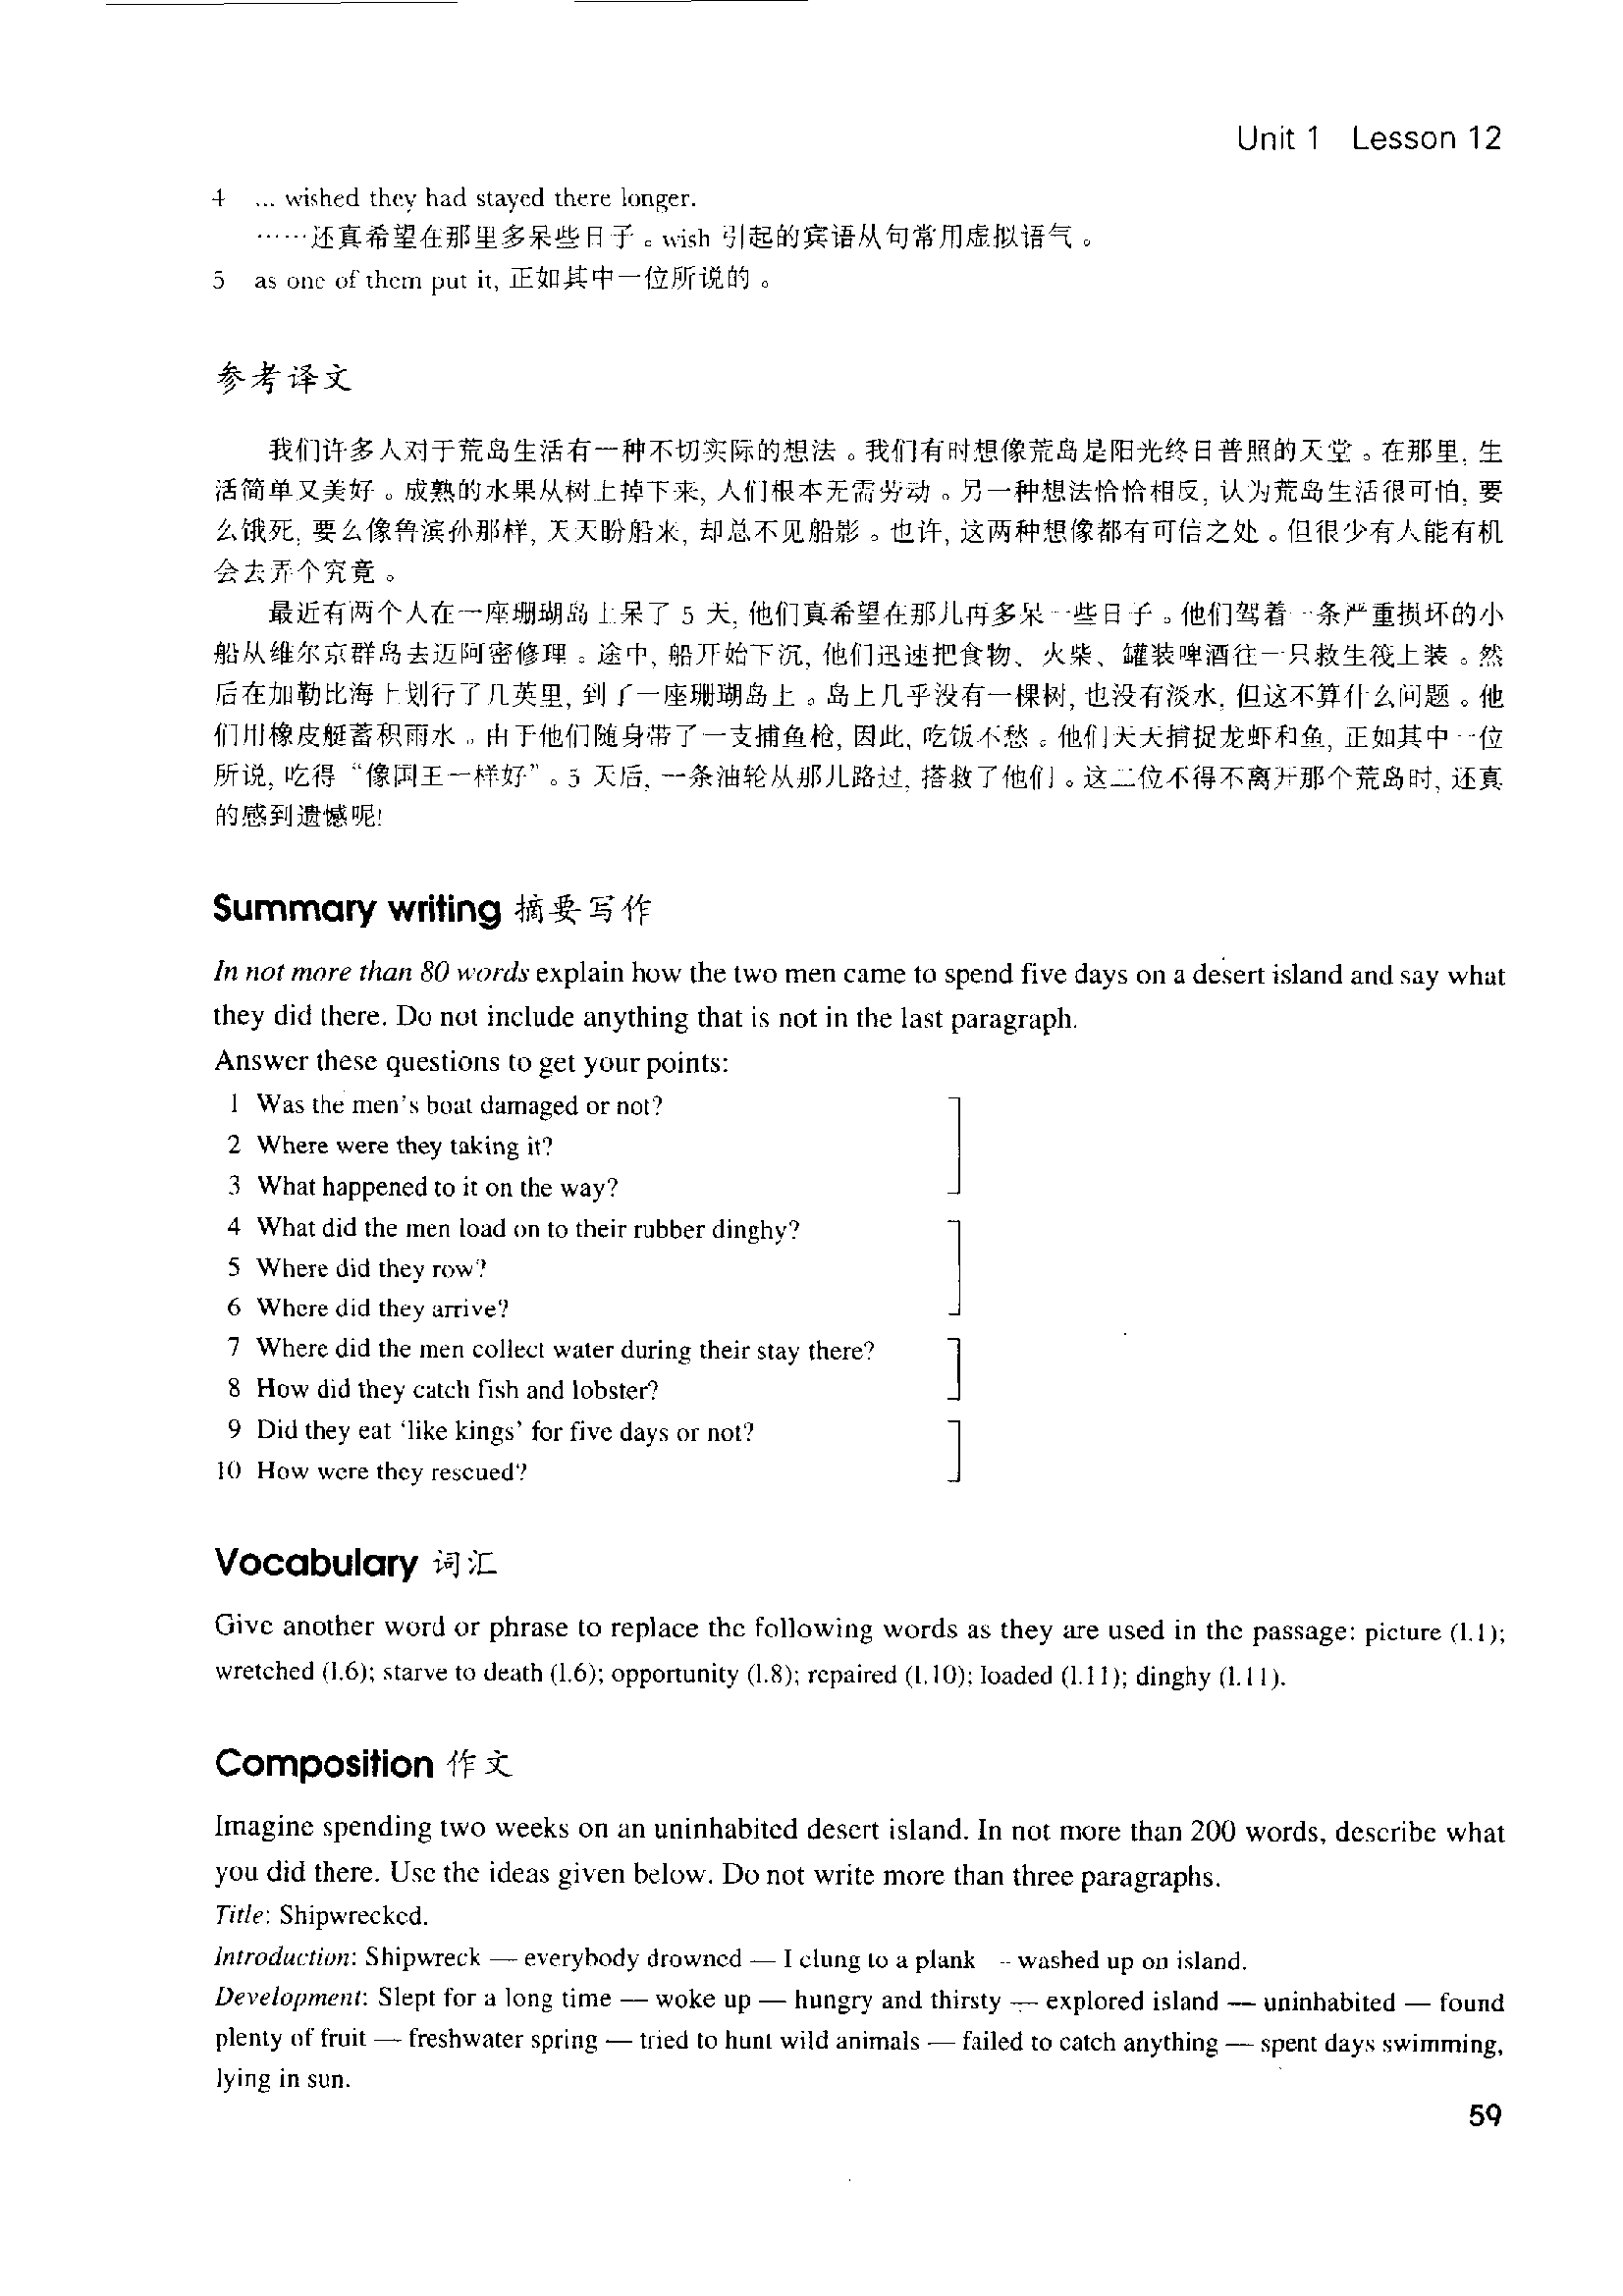 Unit 1 Lesson 12
4 ... wished they had stayed there longer.
……还真希望在那里多呆些日子。wish 引起的宾语从句常用虚拟语气。
5 as one of them put it, 正如其中一位所说的。
参考译文
我们许多人对于荒岛生活有一种不切实际的想法。我们有时想像荒岛是阳光终日普照的天堂。在那里, 生
活简单又美好。成熟的水果从树上掉下来, 人们根本无需劳动。另一种想法恰恰相反, 认为荒岛生活很可怕, 要
么饿死, 要么像鲁滨孙那样, 天天盼船来, 却总不见船影。也许, 这两种想像都有可信之处。但很少有人能有机
会去弄个究竟。
最近有两个人在一座珊瑚岛上呆了 5 天, 他们真希望在那儿再多呆一些日子。他们驾着一条严重损坏的小
船从维尔京群岛去迈阿密修理。途中, 船开始下沉, 他们迅速把食物、火柴、罐装啤酒往一只救生筏上装。然
后在加勒比海上划行了几英里, 到了一座珊瑚岛上。岛上几乎没有一棵树, 也没有淡水, 但这不算什么问题。他
们用橡皮艇蓄积雨水。由于他们随身带了一支捕鱼枪, 因此, 吃饭不愁。他们天天捕捉龙虾和鱼, 正如其中一位
所说, 吃得“像国王一样好”。5 天后, 一条油轮从那儿路过, 搭救了他们。这二位不得不离开那个荒岛时, 还真
的感到遗憾呢!
Summary writing 摘要写作
In not more than 80 words explain how the two men came to spend five days on a desert island and say what
they did there. Do not include anything that is not in the last paragraph.
Answer these questions to get your points:
1 Was the men's boat damaged or not?
2 Where were they taking it?
3 What happened to it on the way?
4 What did the men load on to their rubber dinghy?
5 Where did they row?
6 Where did they arrive?
7 Where did the men collect water during their stay there?
8 How did they catch fish and lobster?
9 Did they eat 'like kings' for five days or not?
10 How were they rescued?
Vocabulary 词汇
Give another word or phrase to replace the following words as they are used in the passage: picture (l.1);
wretched (l.6); starve to death (l.6); opportunity (l.8); repaired (l.10); loaded (l.11); dinghy (l.11).
Composition 作文
Imagine spending two weeks on an uninhabited desert island. In not more than 200 words, describe what
you did there. Use the ideas given below. Do not write more than three paragraphs.
Title: Shipwrecked.
Introduction: Shipwreck — everybody drowned — I clung to a plank — washed up on island.
Development: Slept for a long time — woke up — hungry and thirsty — explored island — uninhabited — found
plenty of fruit — freshwater spring — tried to hunt wild animals — failed to catch anything — spent days swimming,
lying in sun.
59